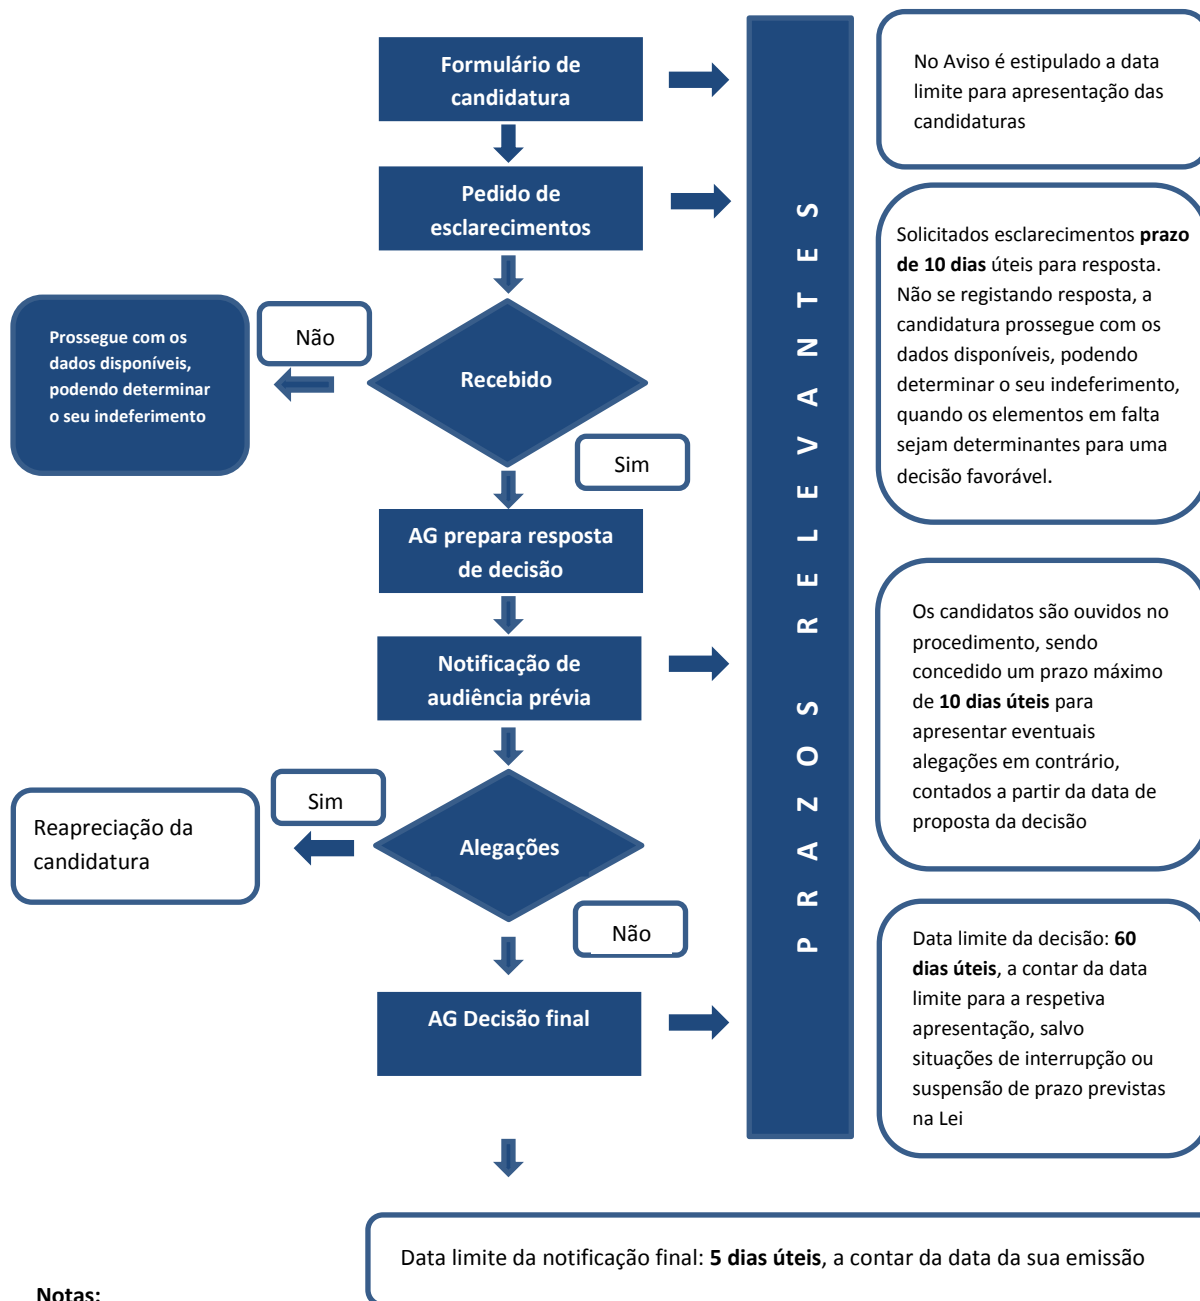 Formulário de
candidatura
No Aviso é estipulado a data
limite para apresentação das
candidaturas
Pedido de
esclarecimentos
Solicitados esclarecimentos prazo
de 10 dias úteis para resposta.
Não se registando resposta, a
candidatura prossegue com os
dados disponíveis, podendo
determinar o seu indeferimento,
quando os elementos em falta
sejam determinantes para uma
decisão favorável.
Recebido
Não
Prossegue com os
dados disponíveis,
podendo determinar
o seu indeferimento
Sim
AG prepara resposta
de decisão
Notificação de
audiência prévia
Os candidatos são ouvidos no
procedimento, sendo
concedido um prazo máximo
de 10 dias úteis para
apresentar eventuais
alegações em contrário,
contados a partir da data de
proposta da decisão
Alegações
Sim
Reapreciação da
candidatura
Não
AG Decisão final
Data limite da decisão: 60
dias úteis, a contar da data
limite para a respetiva
apresentação, salvo
situações de interrupção ou
suspensão de prazo previstas
na Lei
PRAZOS RELEVANTES
Data limite da notificação final: 5 dias úteis, a contar da data da sua emissão
Notas: